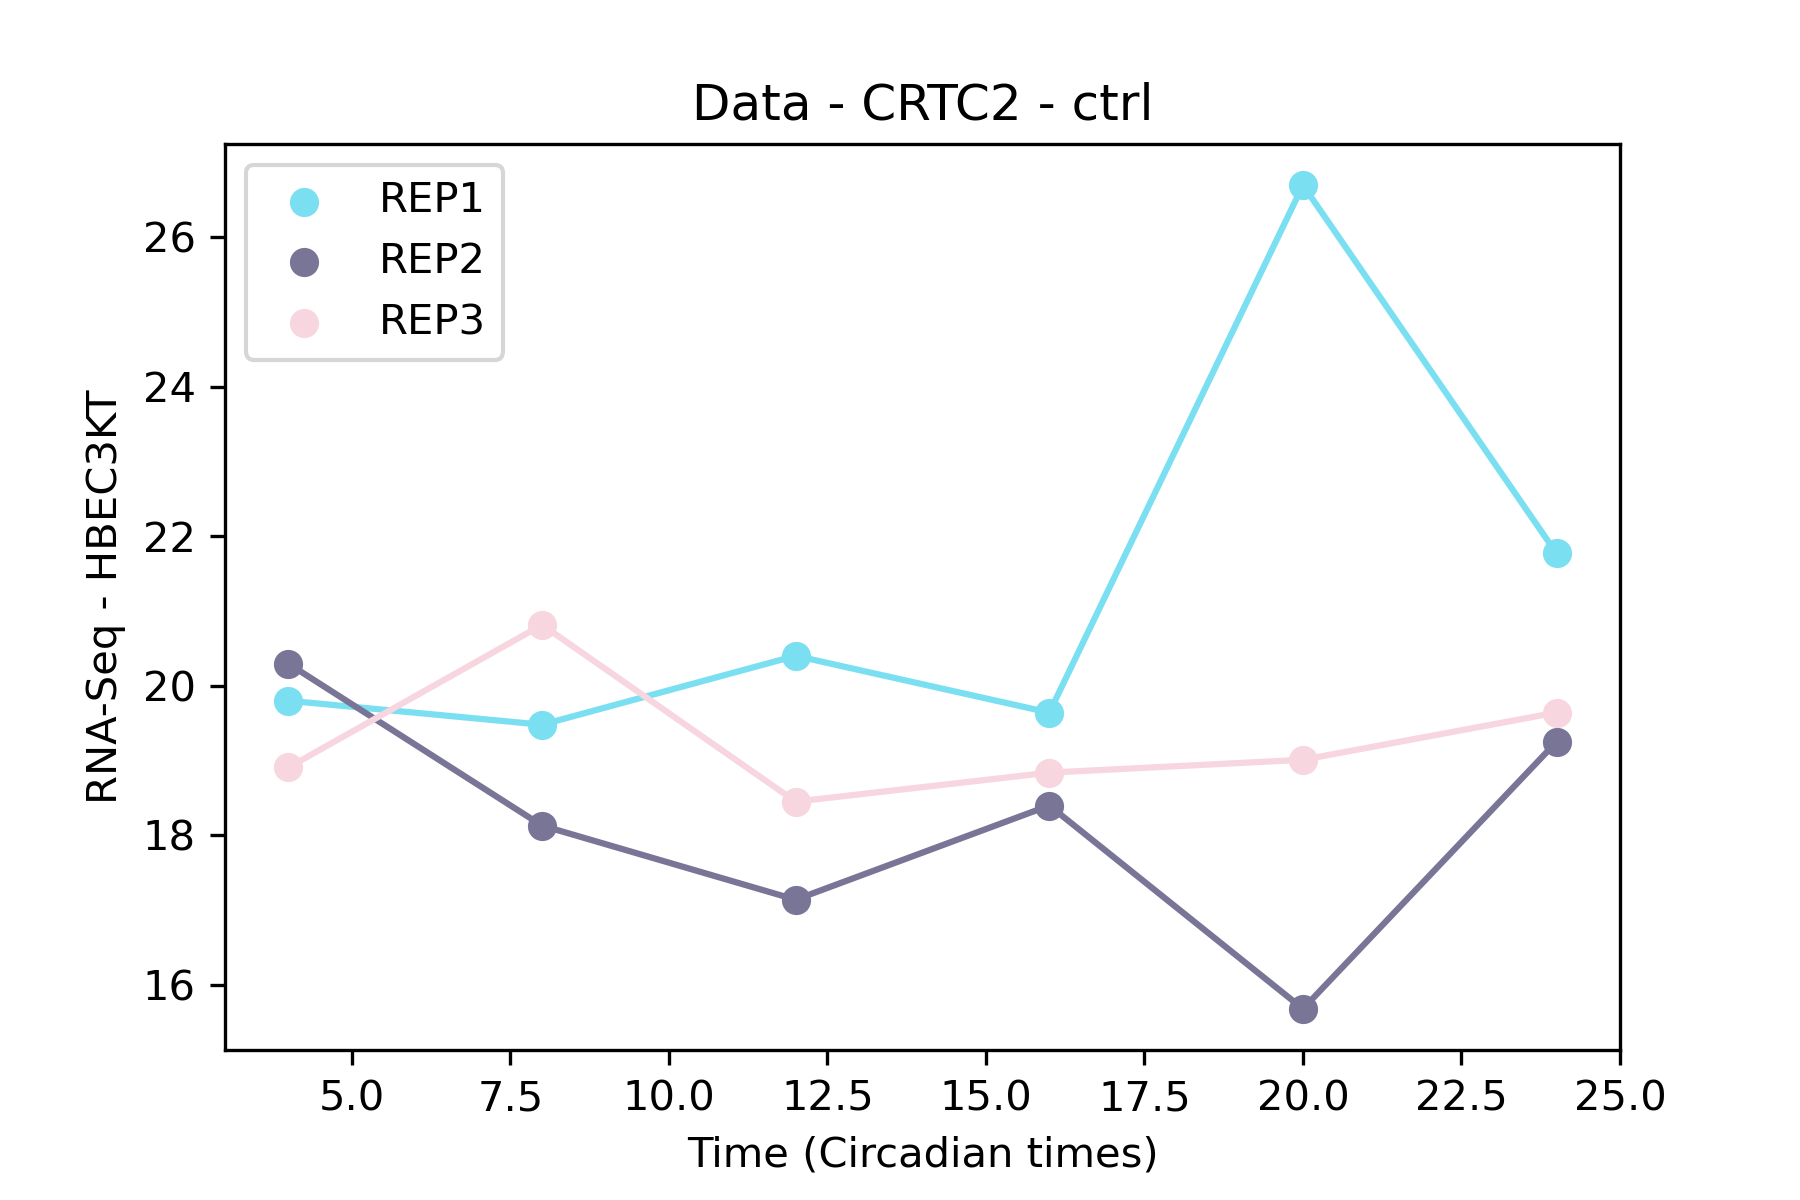 Data - CRTC2 - ctrl
REP1
REP2
REP3
RNA-Seq - HBEC3KT
26
24
22
20
18
16
5.0 7.5 10.0 12.5 15.0 17.5 20.0 22.5 25.0
Time (Circadian times)